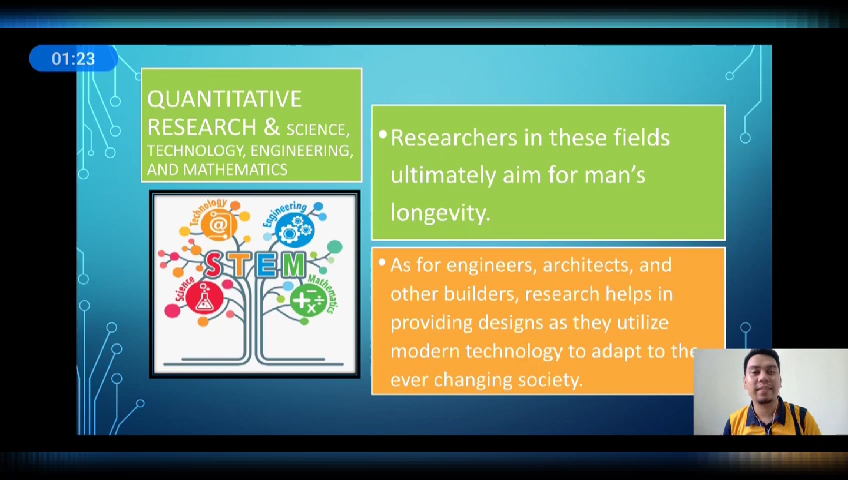 01:23
QUANTITATIVE
RESEARCH & SCIENCE,
TECHNOLOGY, ENGINEERING,
AND MATHEMATICS
• Researchers in these fields
ultimately aim for man's
longevity.
Technology
Engineering
@
STEM
Science
Mathematics
+ - ÷ x
• As for engineers, architects, and
other builders, research helps in
providing designs as they utilize
modern technology to adapt to the
ever changing society.